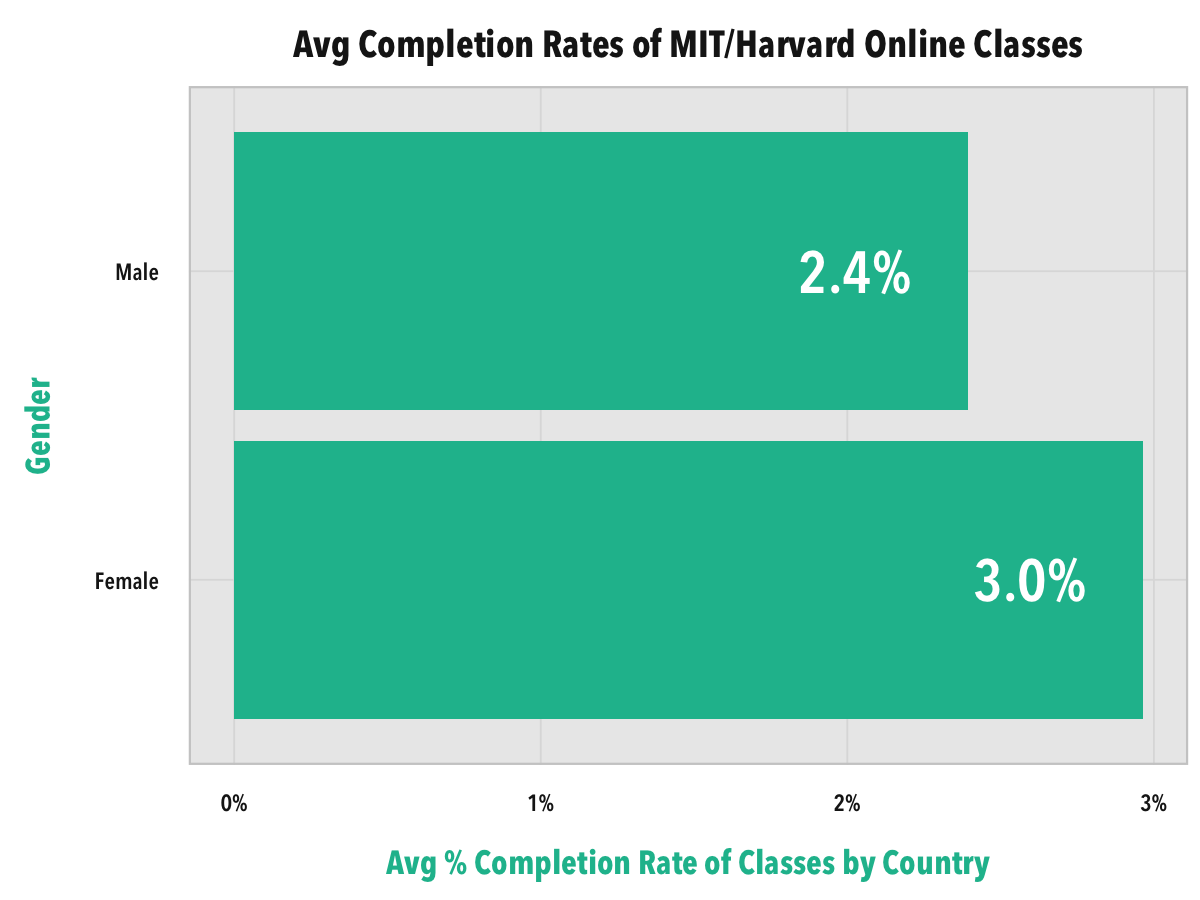 Avg Completion Rates of MIT/Harvard Online Classes
Male
2.4%
Gender
Female
3.0%
0% 1% 2% 3%
Avg % Completion Rate of Classes by Country